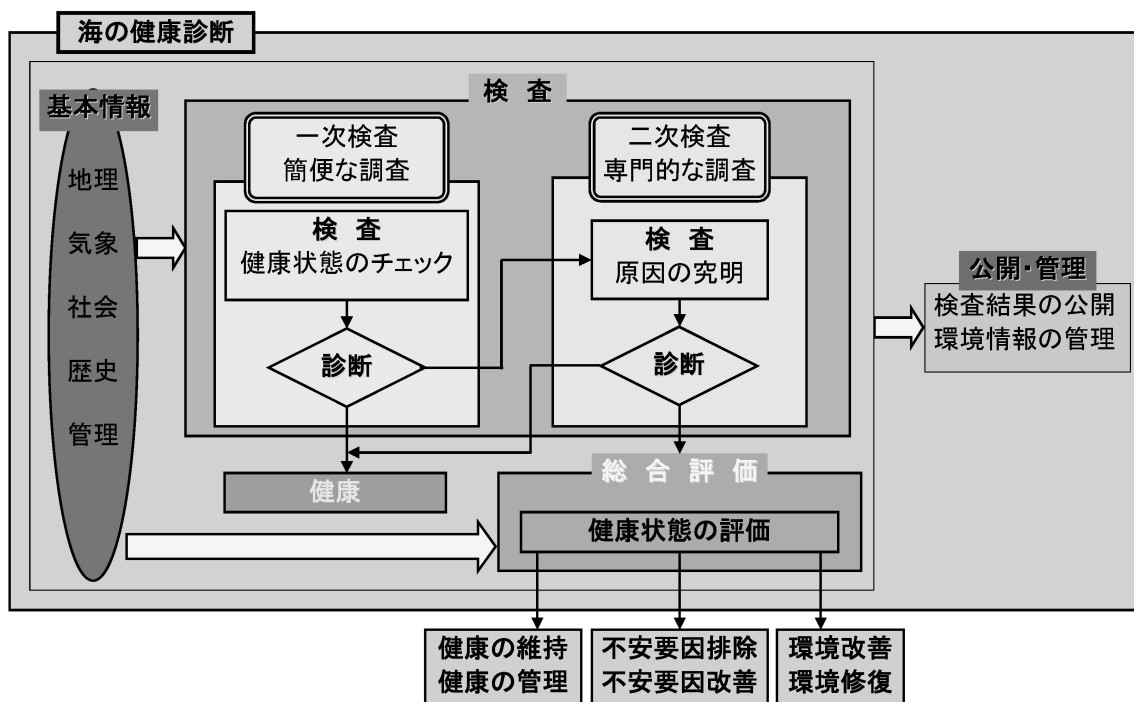 海の健康診断
基本情報
地理
気象
社会
歴史
管理
検 査
一次検査
簡便な調査
検 査
健康状態のチェック
診断
二次検査
専門的な調査
検 査
原因の究明
診断
健康
総 合 評 価
健康状態の評価
公開・管理
検査結果の公開
環境情報の管理
健康の維持
健康の管理
不安要因排除
不安要因改善
環境改善
環境修復